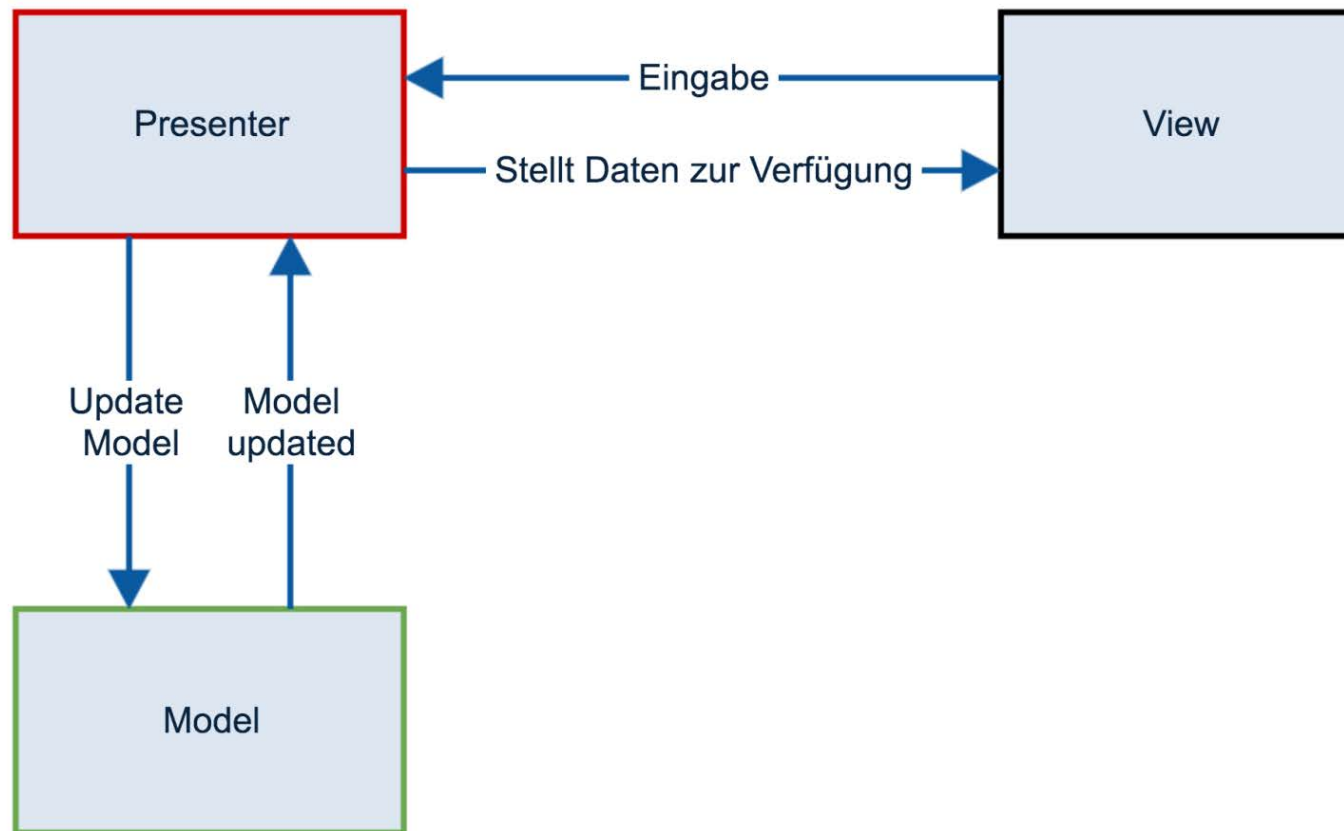 Eingabe
Presenter
View
Stellt Daten zur Verfügung
Update
Model
Model
updated
Model